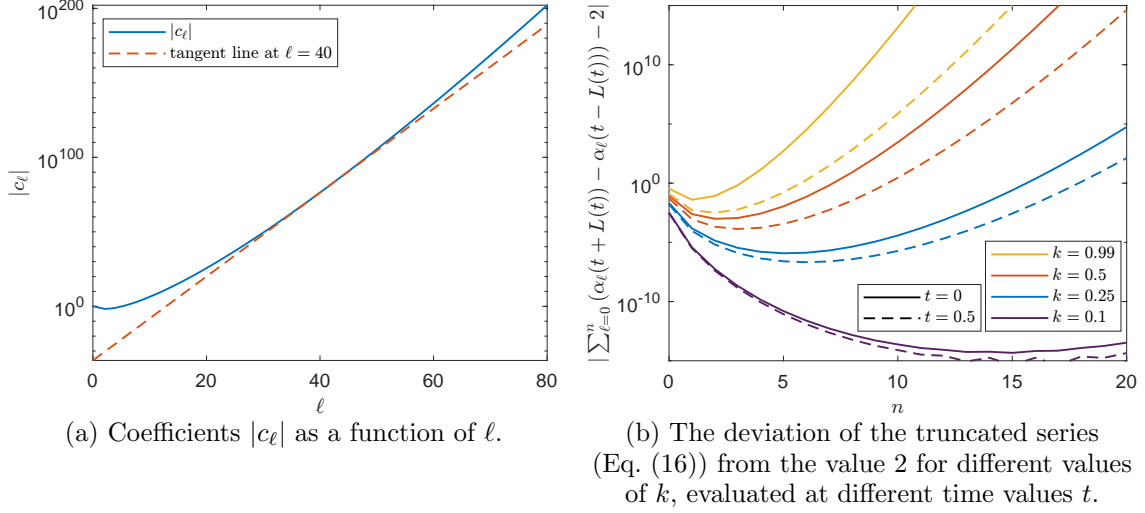 10^200
10^100
10^0
|c_ℓ|
|c_ℓ|
tangent line at ℓ = 40
0 20 40 60 80
ℓ
(a) Coefficients |c_ℓ| as a function of ℓ.
| ∑_{ℓ=0}^{n} (α_ℓ(t + L(t)) − α_ℓ(t − L(t))) − 2|
10^10
10^0
10^−10
t = 0
t = 0.5
k = 0.99
k = 0.5
k = 0.25
k = 0.1
0 5 10 15 20
n
(b) The deviation of the truncated series
(Eq. (16)) from the value 2 for different values
of k, evaluated at different time values t.